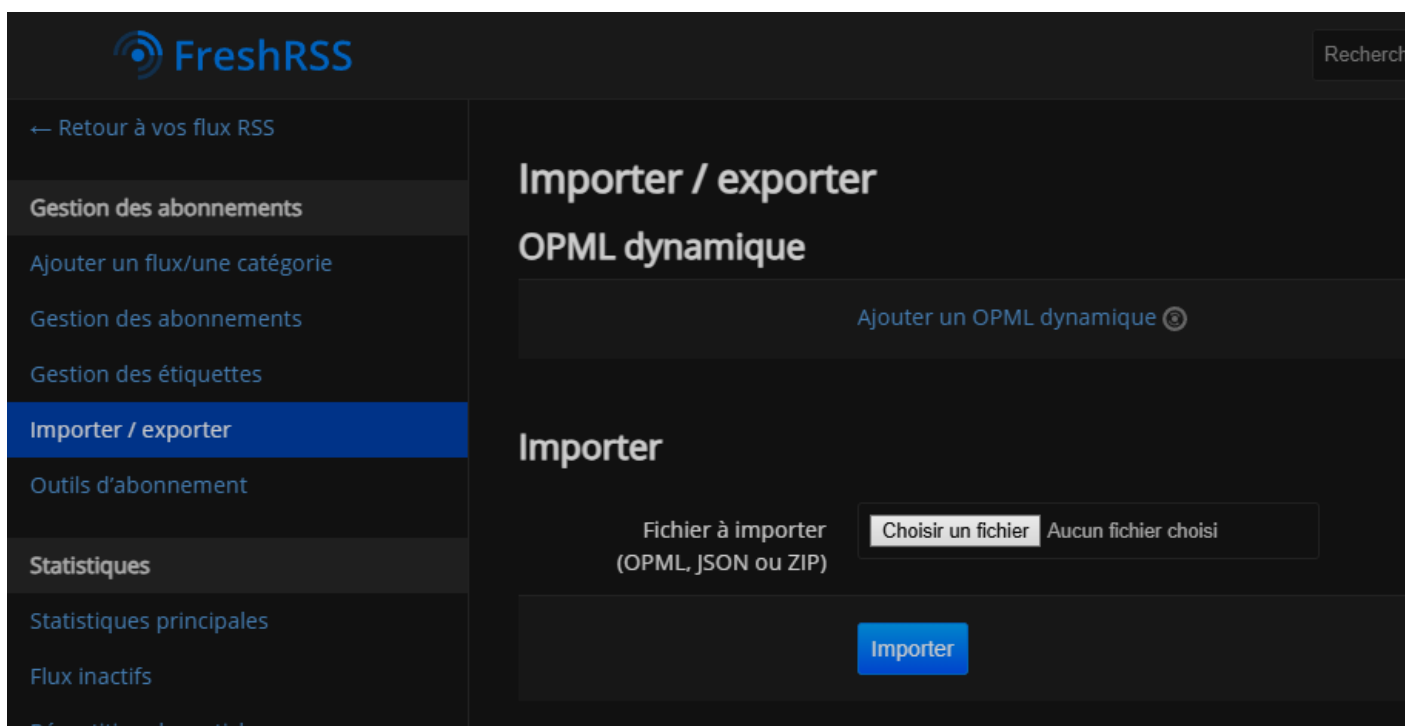 FreshRSS
Recherch
← Retour à vos flux RSS
Gestion des abonnements
Ajouter un flux/une catégorie
Gestion des abonnements
Gestion des étiquettes
Importer / exporter
Outils d’abonnement
Statistiques
Statistiques principales
Flux inactifs
Importer / exporter
OPML dynamique
Ajouter un OPML dynamique
Importer
Fichier à importer
(OPML, JSON ou ZIP)
Choisir un fichier Aucun fichier choisi
Importer